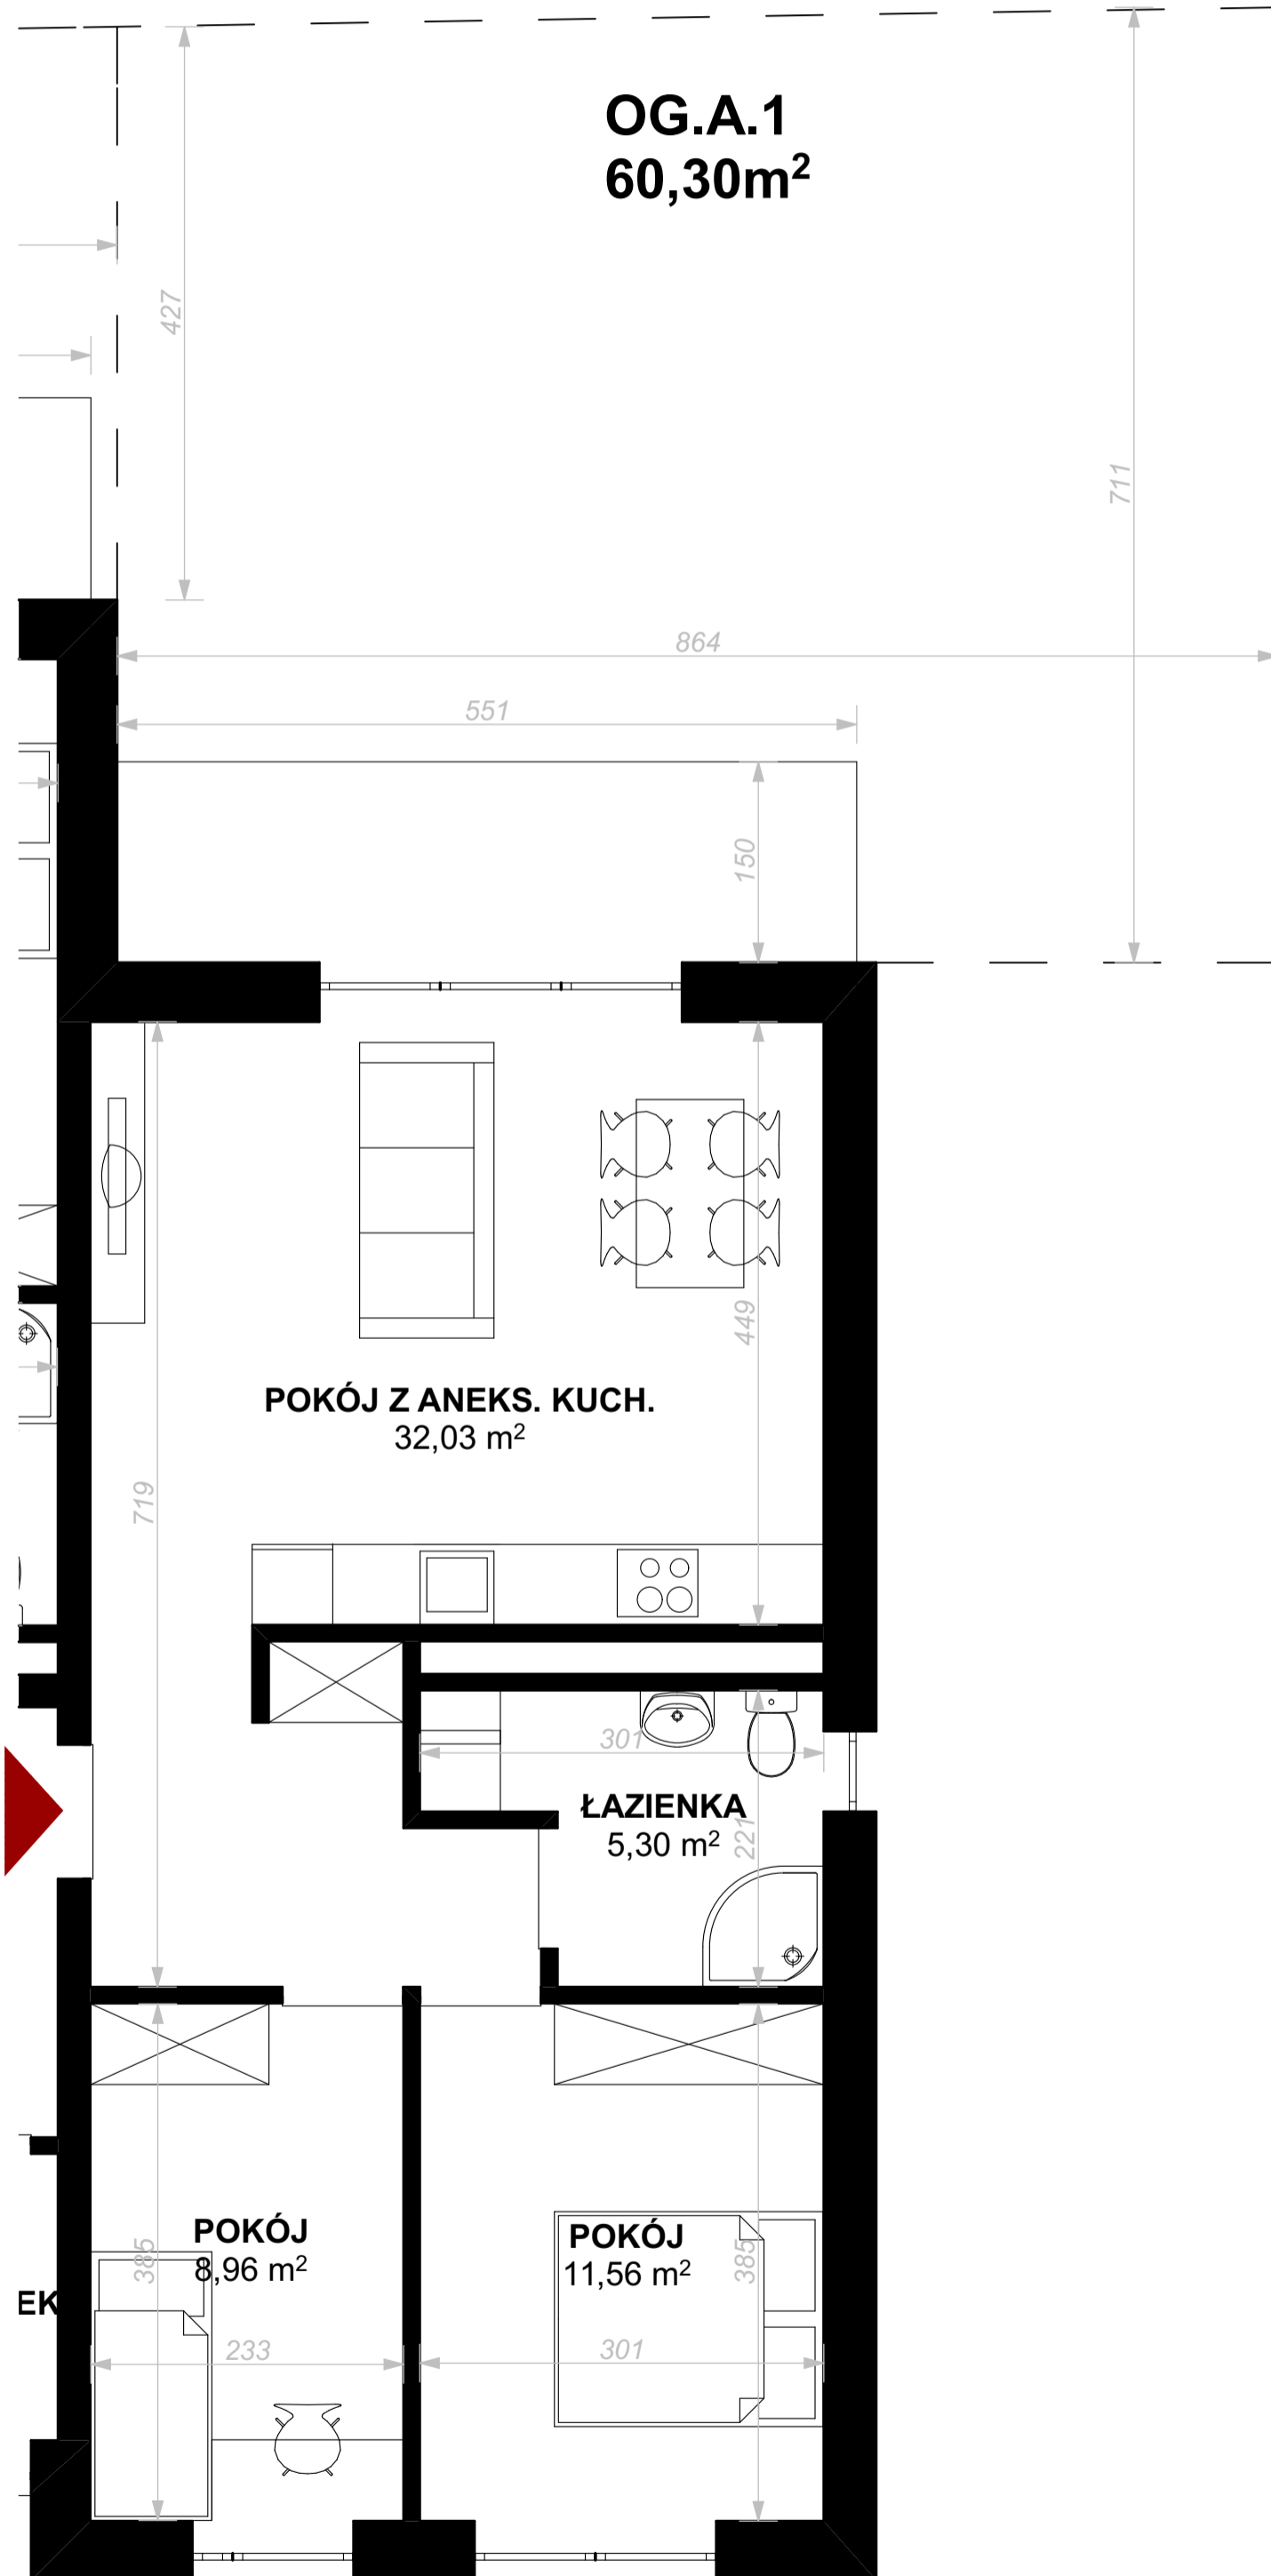 OG.A.1
60,30m²
427
711
864
551
150
449
POKÓJ Z ANEKS. KUCH.
32,03 m²
719
301
ŁAZIENKA
5,30 m²
221
POKÓJ
8,96 m²
385
POKÓJ
11,56 m²
385
EK
233
301